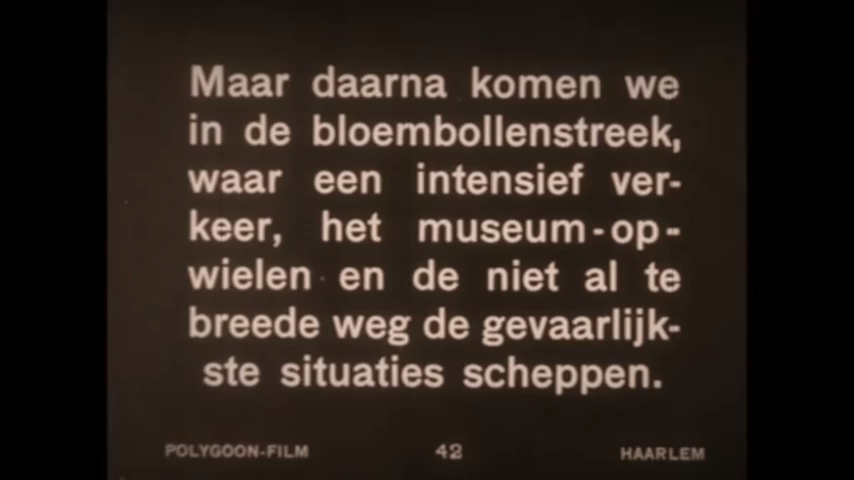 Maar daarna komen we
in de bloembollenstreek,
waar een intensief ver-
keer, het museum-op-
wielen en de niet al te
breede weg de gevaarlijk-
ste situaties scheppen.
POLYGOON-FILM 42 HAARLEM